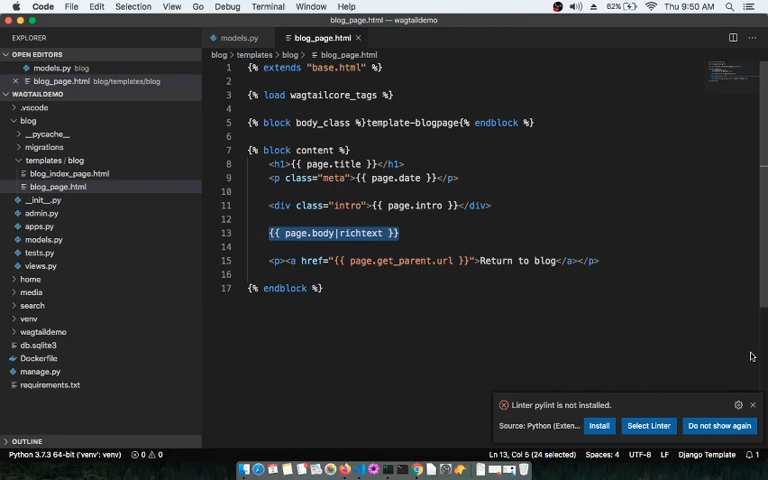 Code File Edit Selection View Go Debug Terminal Window Help 62% Thu 9:50 AM
blog_page.html — wagtaildemo
EXPLORER
OPEN EDITORS
models.py blog
blog_page.html blog/templates/blog
WAGTAILDEMO
.vscode
blog
__pycache__
migrations
templates / blog
blog_index_page.html
blog_page.html
__init__.py
admin.py
apps.py
models.py
tests.py
views.py
home
media
search
venv
wagtaildemo
db.sqlite3
Dockerfile
manage.py
requirements.txt
OUTLINE
models.py blog_page.html
blog templates blog blog_page.html
1 {% extends "base.html" %}
2
3 {% load wagtailcore_tags %}
4
5 {% block body_class %}template-blogpage{% endblock %}
6
7 {% block content %}
8 <h1>{{ page.title }}</h1>
9 <p class="meta">{{ page.date }}</p>
10
11 <div class="intro">{{ page.intro }}</div>
12
13 {{ page.body|richtext }}
14
15 <p><a href="{{ page.get_parent.url }}">Return to blog</a></p>
16
17 {% endblock %}
Linter pylint is not installed.
Source: Python (Exten... Install Select Linter Do not show again
Python 3.7.3 64-bit ('venv': venv) 0 0 Ln 13, Col 5 (24 selected) Spaces: 4 UTF-8 LF Django Template 1